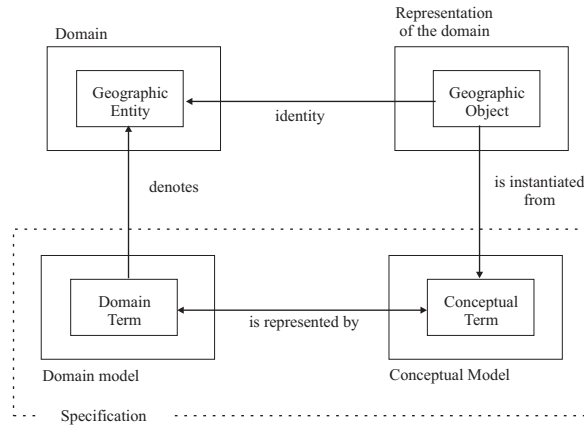 Domain
Representation
of the domain
Geographic
Entity
Geographic
Object
identity
denotes
is instantiated
from
Domain
Term
Conceptual
Term
is represented by
Domain model
Conceptual Model
Specification